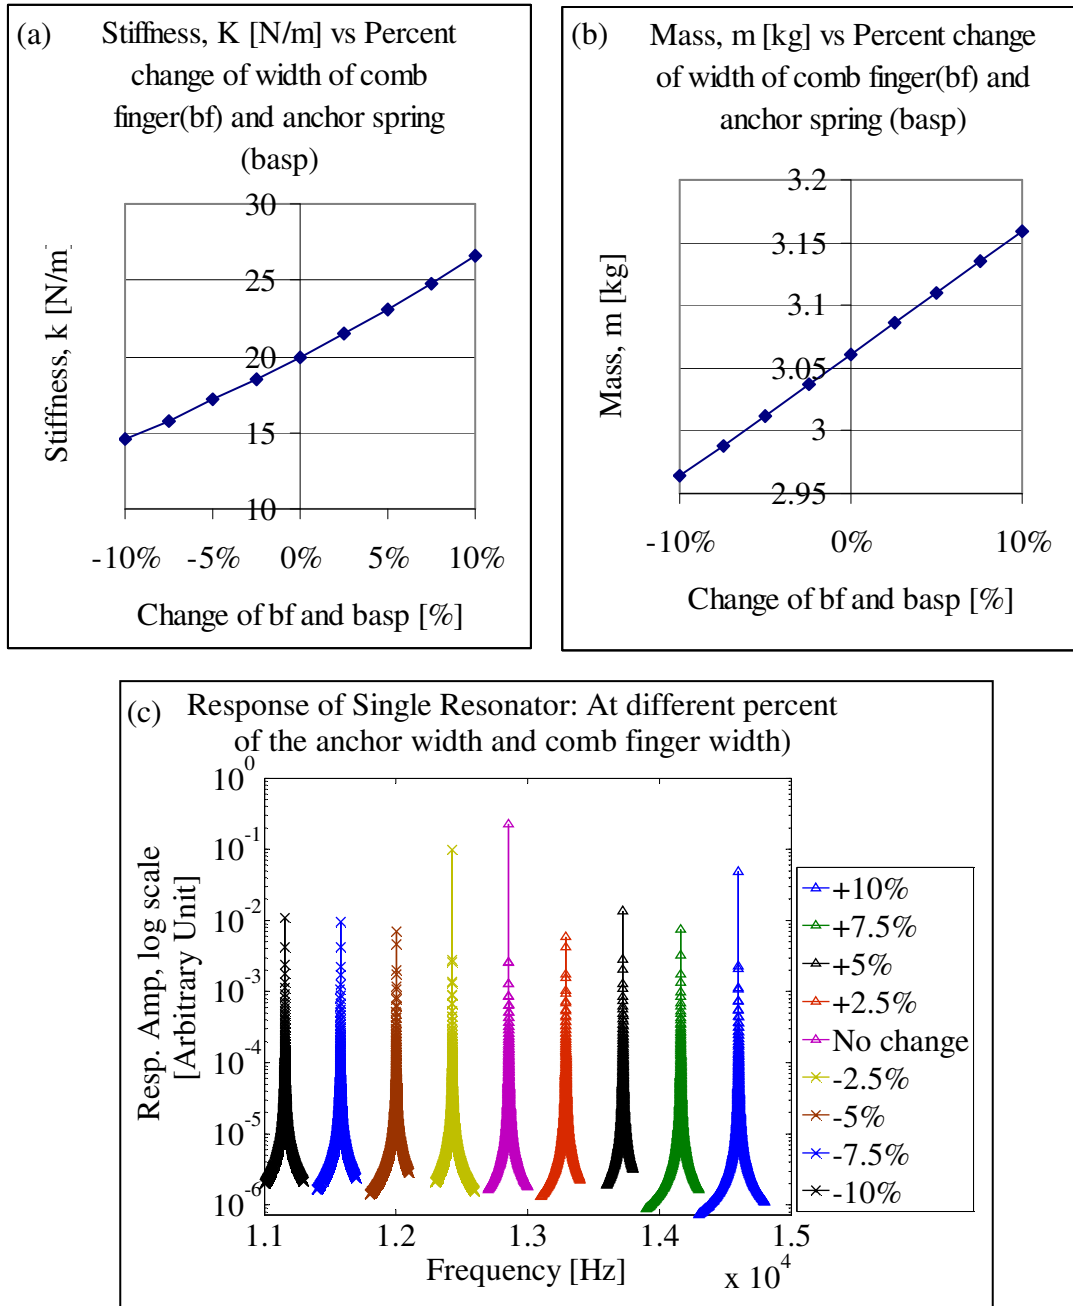 (a)
Stiffness, K [N/m] vs Percent
change of width of comb
finger(bf) and anchor spring
(basp)
30
25
20
15
10
Stiffness, k [N/m]
-10% -5% 0% 5% 10%
Change of bf and basp [%]
(b)
Mass, m [kg] vs Percent change
of width of comb finger(bf) and
anchor spring (basp)
3.2
3.15
3.1
3.05
3
2.95
Mass, m [kg]
-10% 0% 10%
Change of bf and basp [%]
(c)
Response of Single Resonator: At different percent
of the anchor width and comb finger width)
Resp. Amp, log scale
[Arbitrary Unit]
10^0
10^-1
10^-2
10^-3
10^-4
10^-5
10^-6
1.1 1.2 1.3 1.4 1.5
Frequency [Hz]
x 10^4
+10%
+7.5%
+5%
+2.5%
No change
-2.5%
-5%
-7.5%
-10%